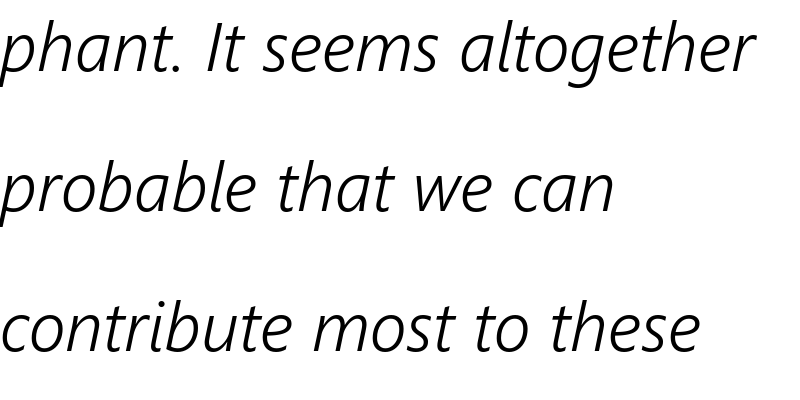 phant. It seems altogether
probable that we can
contribute most to these